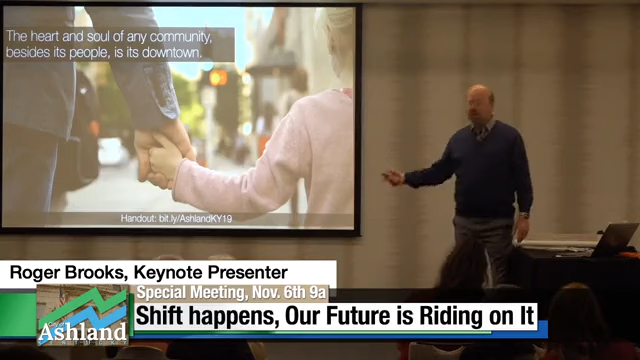 The heart and soul of any community,
besides its people, is its downtown.
Handout: bit.ly/AshlandKY19
Roger Brooks, Keynote Presenter
Special Meeting, Nov. 6th 9a
Shift happens, Our Future is Riding on It
Ashland